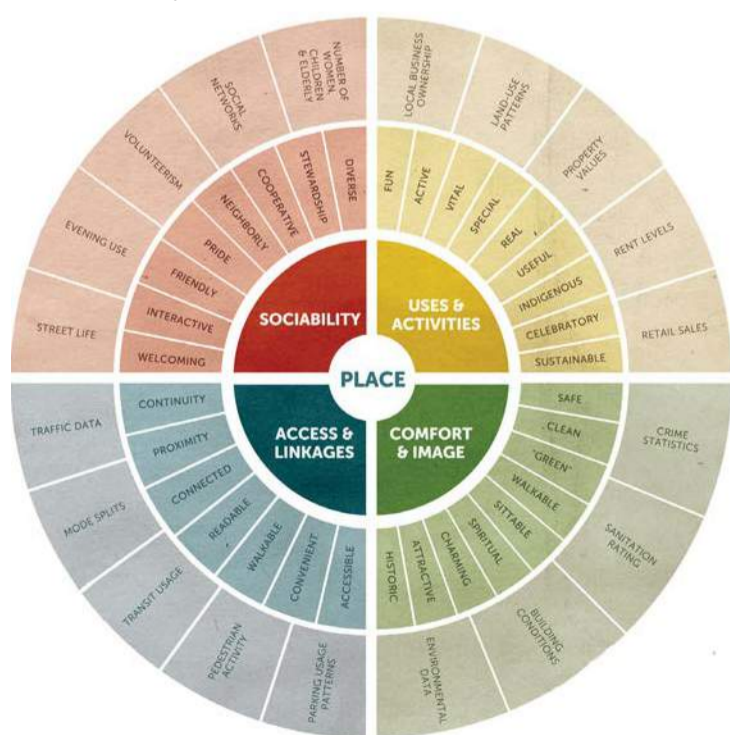 PLACE
SOCIABILITY
USES &
ACTIVITIES
ACCESS &
LINKAGES
COMFORT
& IMAGE
WELCOMING
INTERACTIVE
FRIENDLY
PRIDE
NEIGHBORLY
COOPERATIVE
STEWARDSHIP
DIVERSE
FUN
ACTIVE
VITAL
SPECIAL
REAL
USEFUL
INDIGENOUS
CELEBRATORY
SUSTAINABLE
SAFE
CLEAN
"GREEN"
WALKABLE
SITTABLE
SPIRITUAL
CHARMING
ATTRACTIVE
HISTORIC
ACCESSIBLE
CONVENIENT
WALKABLE
READABLE
CONNECTED
PROXIMITY
CONTINUITY
STREET LIFE
EVENING USE
VOLUNTEERISM
SOCIAL
NETWORKS
NUMBER OF
WOMEN,
CHILDREN
& ELDERLY
LOCAL BUSINESS
OWNERSHIP
LAND-USE
PATTERNS
PROPERTY
VALUES
RENT LEVELS
RETAIL SALES
CRIME
STATISTICS
SANITATION
RATING
BUILDING
CONDITIONS
ENVIRONMENTAL
DATA
PARKING USAGE
PATTERNS
PEDESTRIAN
ACTIVITY
TRANSIT USAGE
MODE SPLITS
TRAFFIC DATA